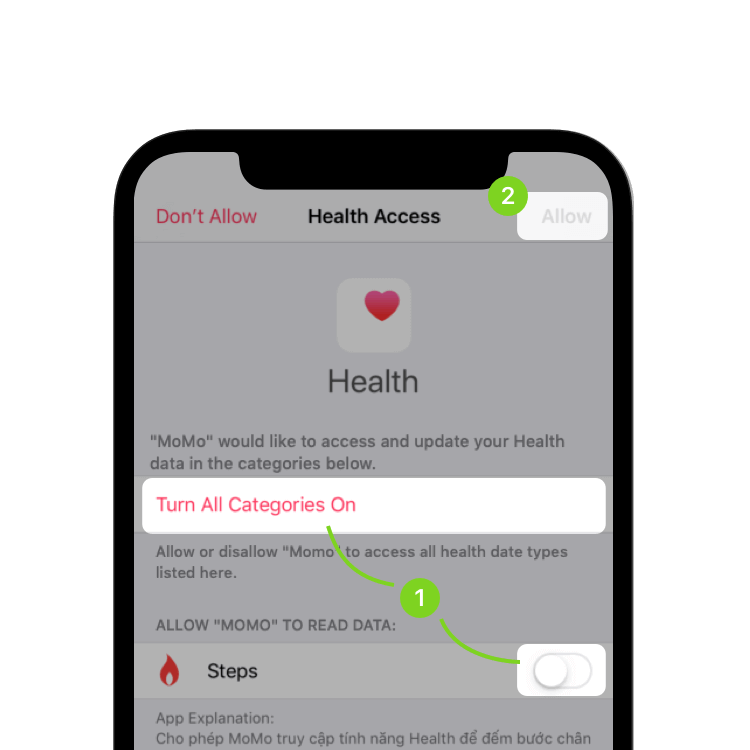 Don't Allow
Health Access
2
Allow
Health
"MoMo" would like to access and update your Health
data in the categories below.
Turn All Categories On
Allow or disallow "Momo" to access all health date types
listed here.
1
ALLOW "MOMO" TO READ DATA:
Steps
App Explanation:
Cho phép MoMo truy cập tính năng Health để đếm bước chân